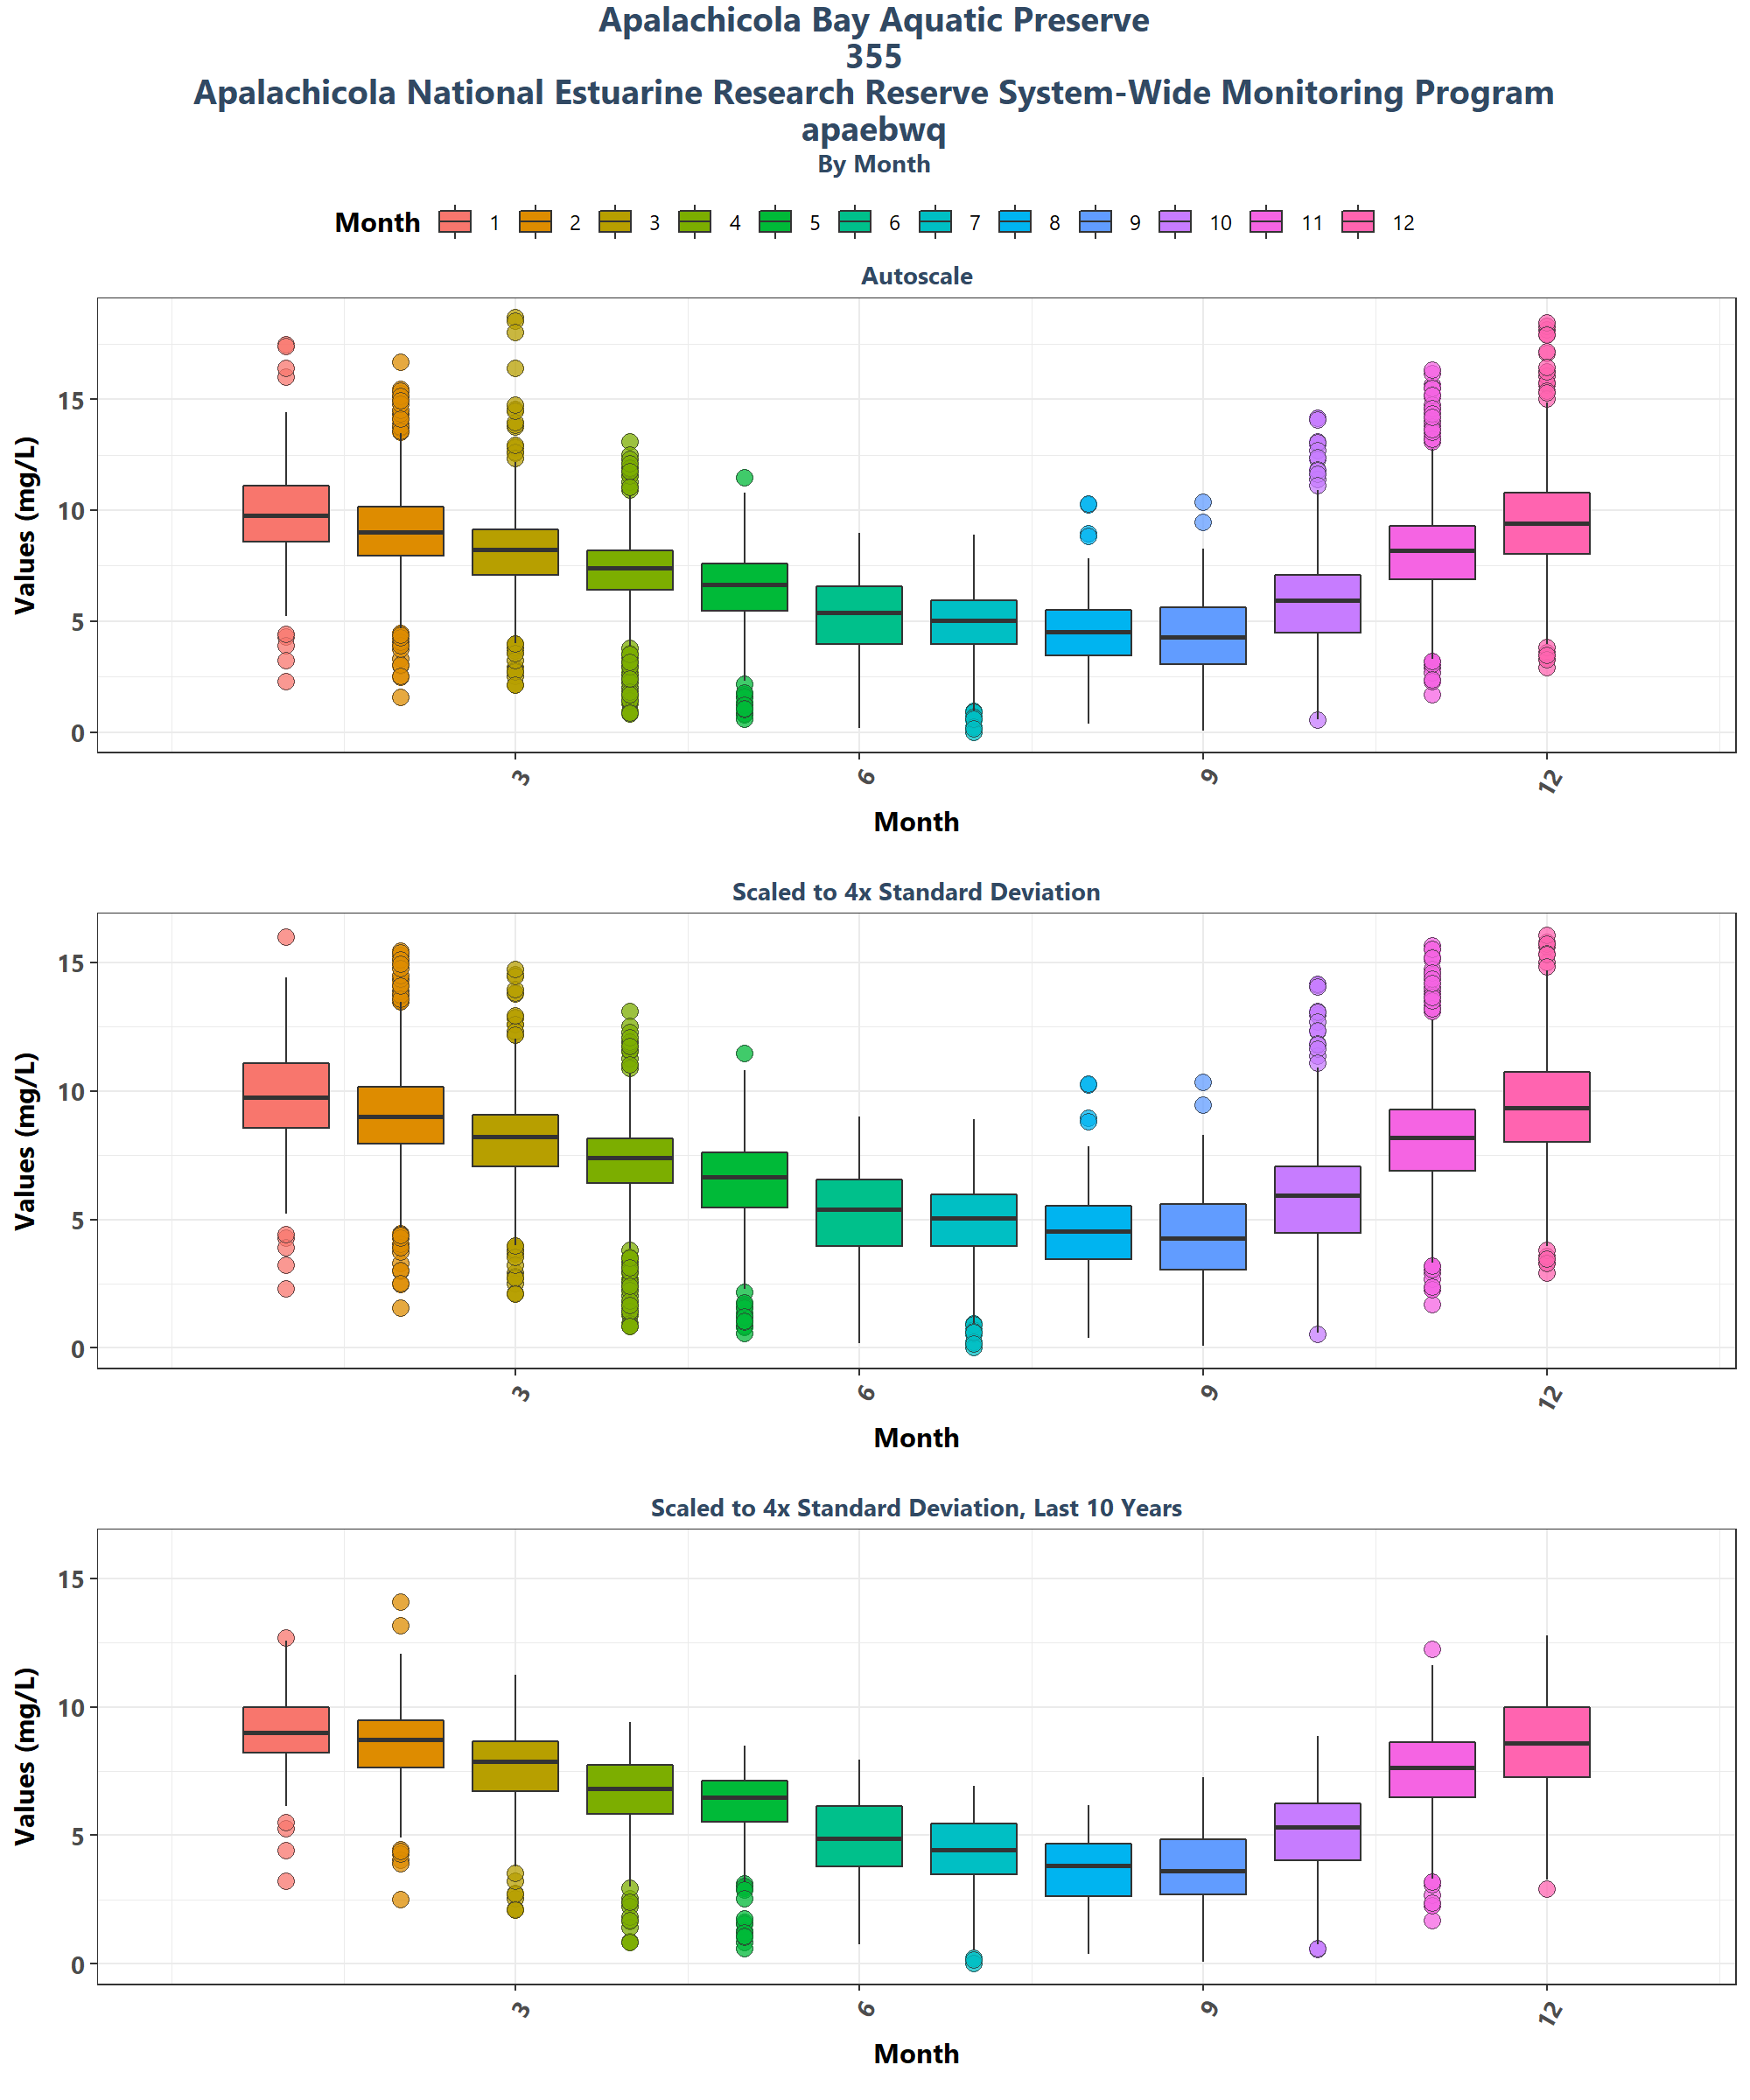 Apalachicola Bay Aquatic Preserve
355
Apalachicola National Estuarine Research Reserve System-Wide Monitoring Program
apaebwq
By Month
Month 1 2 3 4 5 6 7 8 9 10 11 12
Autoscale
Values (mg/L)
15
10
5
0
3 6 9 12
Month
Scaled to 4x Standard Deviation
Values (mg/L)
15
10
5
0
3 6 9 12
Month
Scaled to 4x Standard Deviation, Last 10 Years
Values (mg/L)
15
10
5
0
3 6 9 12
Month